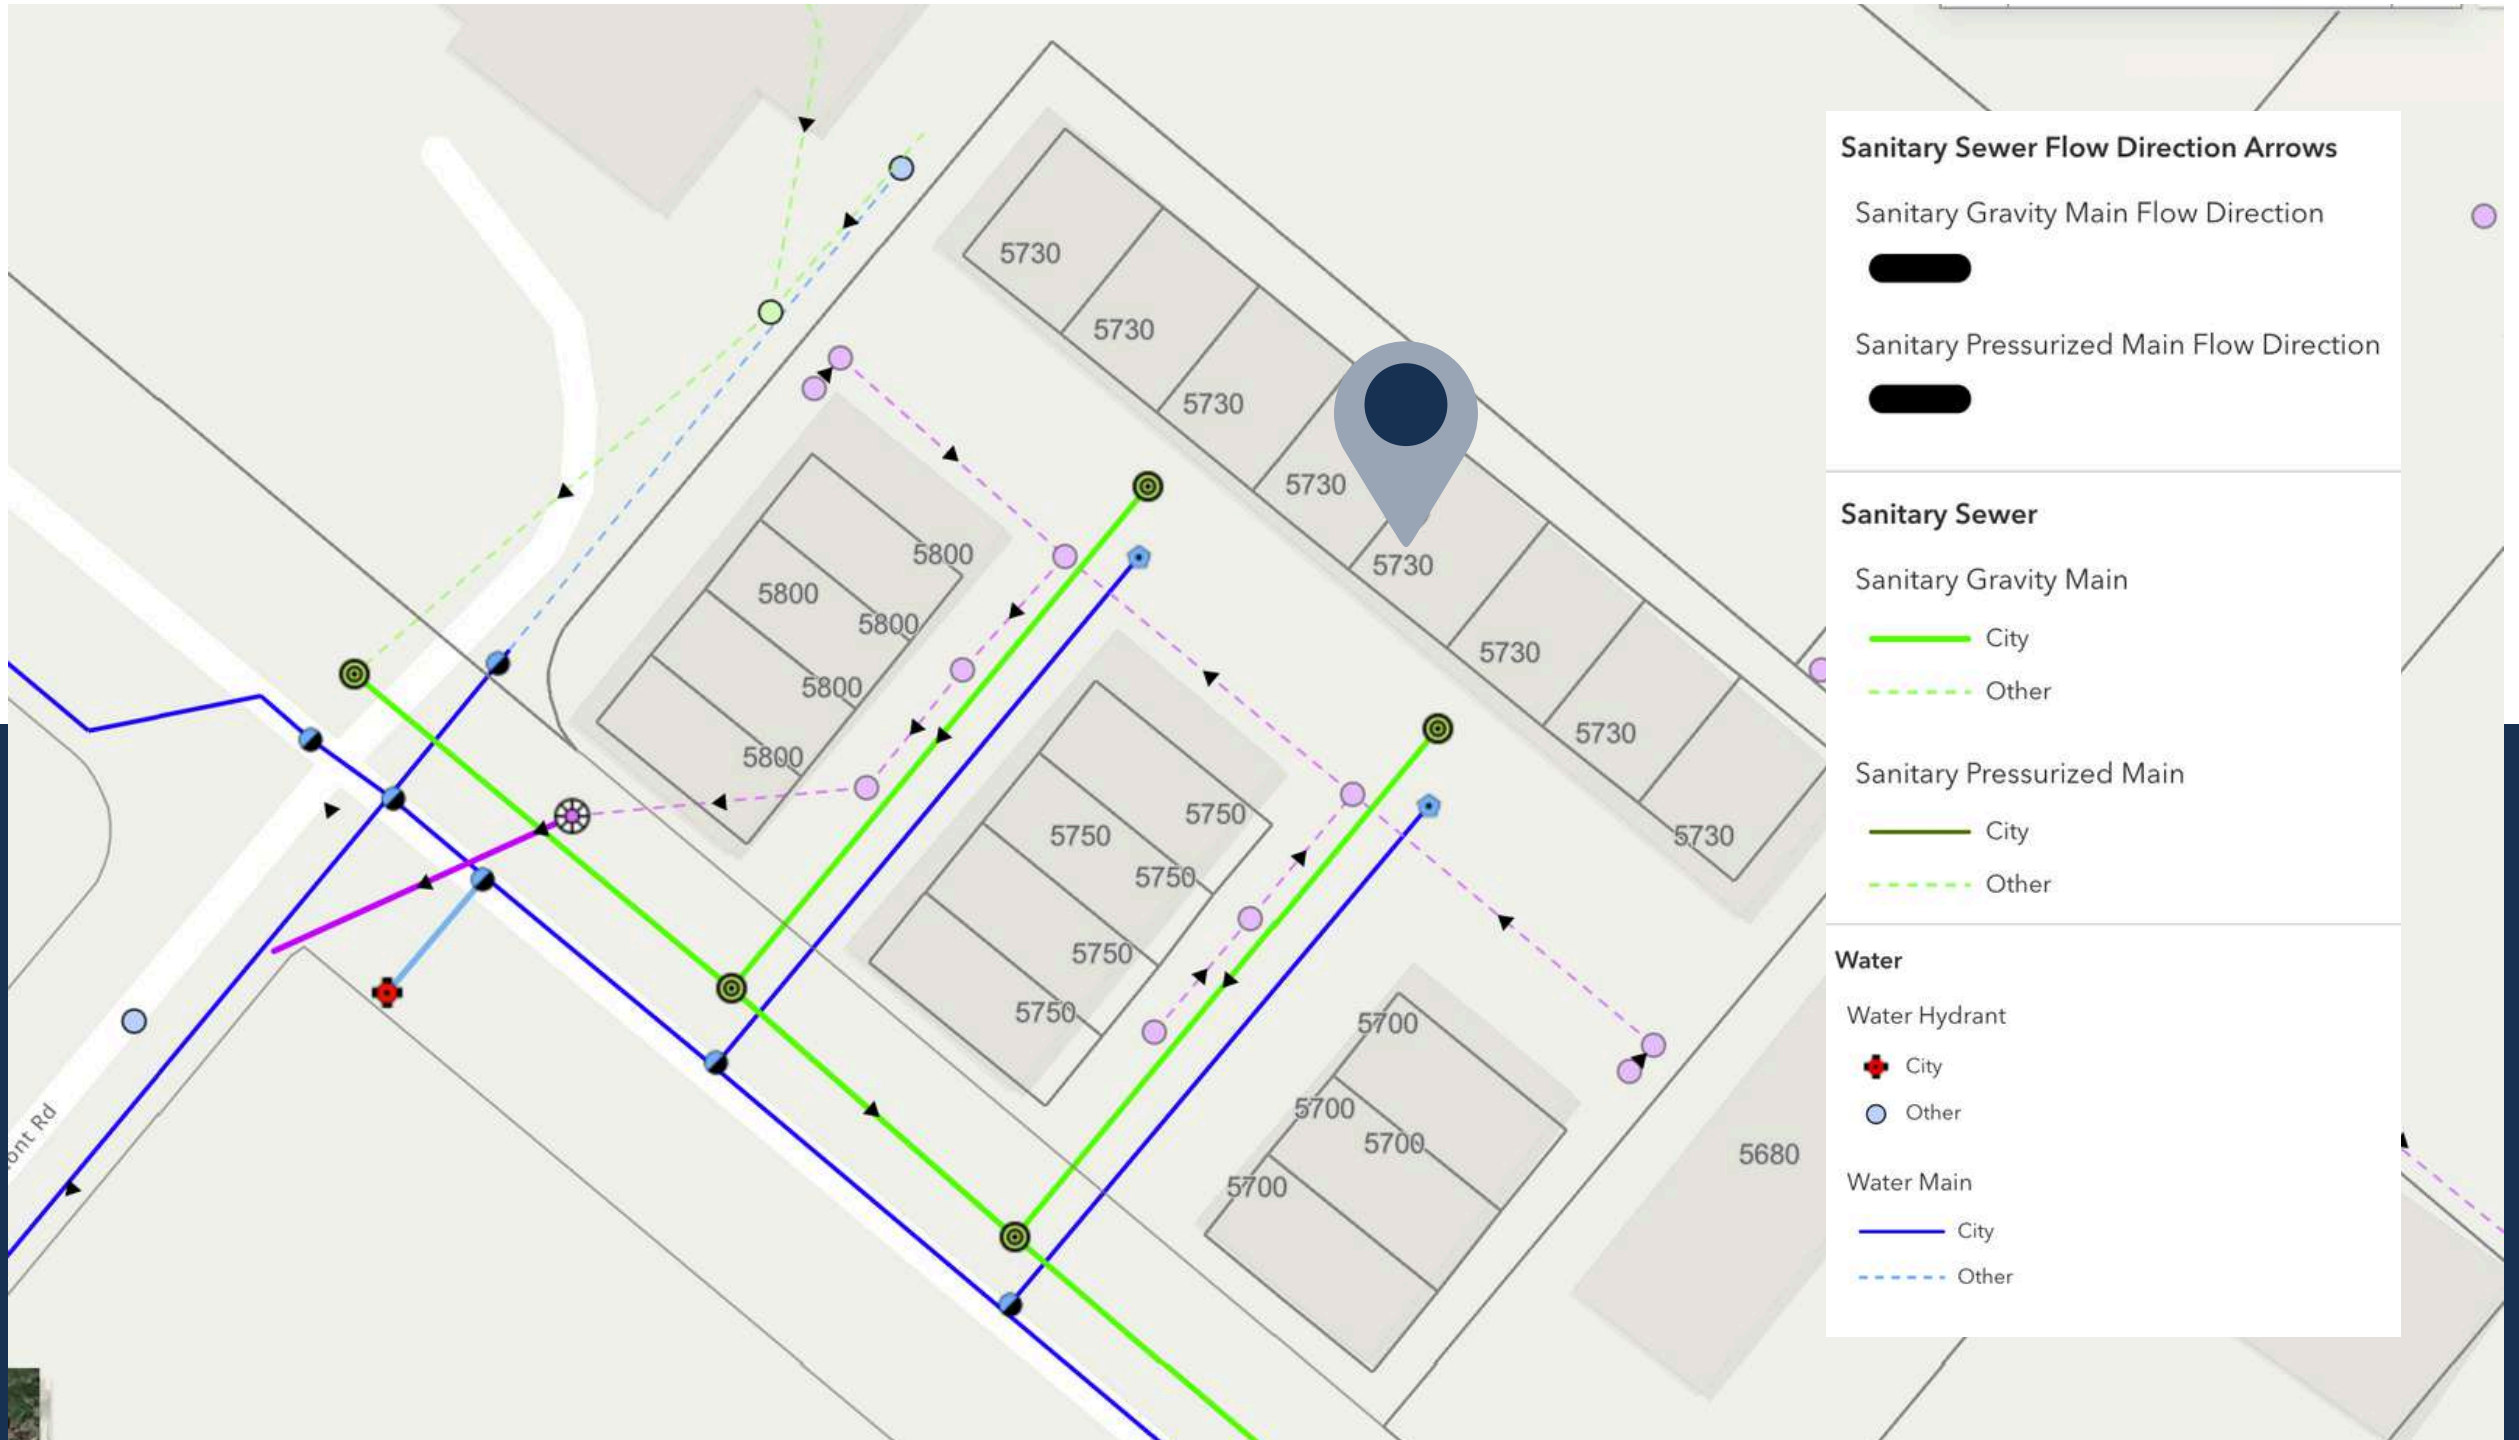 5730
5730
5730
5730
5730
5730
5730
5730
5800
5800
5800
5800
5800
5750
5750
5750
5750
5750
5700
5700
5700
5700
5680
ont Rd
Sanitary Sewer Flow Direction Arrows
Sanitary Gravity Main Flow Direction
Sanitary Pressurized Main Flow Direction
Sanitary Sewer
Sanitary Gravity Main
City
Other
Sanitary Pressurized Main
City
Other
Water
Water Hydrant
City
Other
Water Main
City
Other